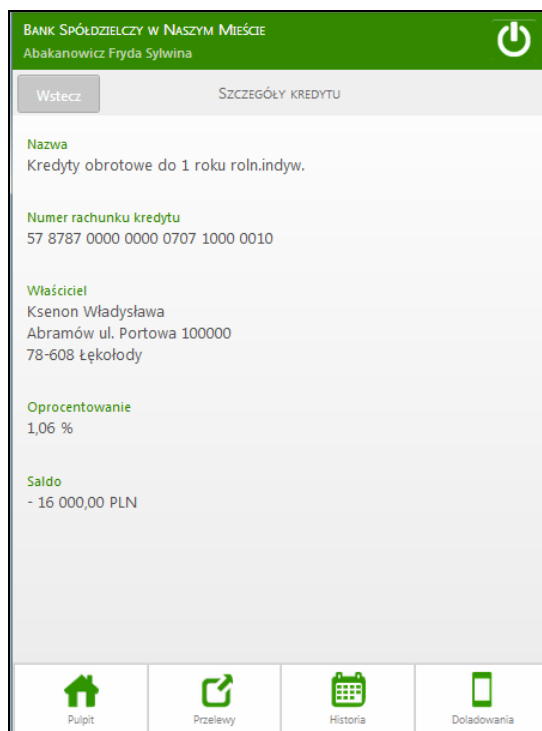 Bank Spółdzielczy w Naszym Mieście
Abakanowicz Fryda Sylwina
Wstecz
Szczegóły kredytu
Nazwa
Kredyty obrotowe do 1 roku roln.indyw.
Numer rachunku kredytu
57 8787 0000 0000 0707 1000 0010
Właściciel
Ksenon Władysława
Abramów ul. Portowa 100000
78-608 Łękołody
Oprocentowanie
1,06 %
Saldo
- 16 000,00 PLN
Pulpit
Przelewy
Historia
Doladowania